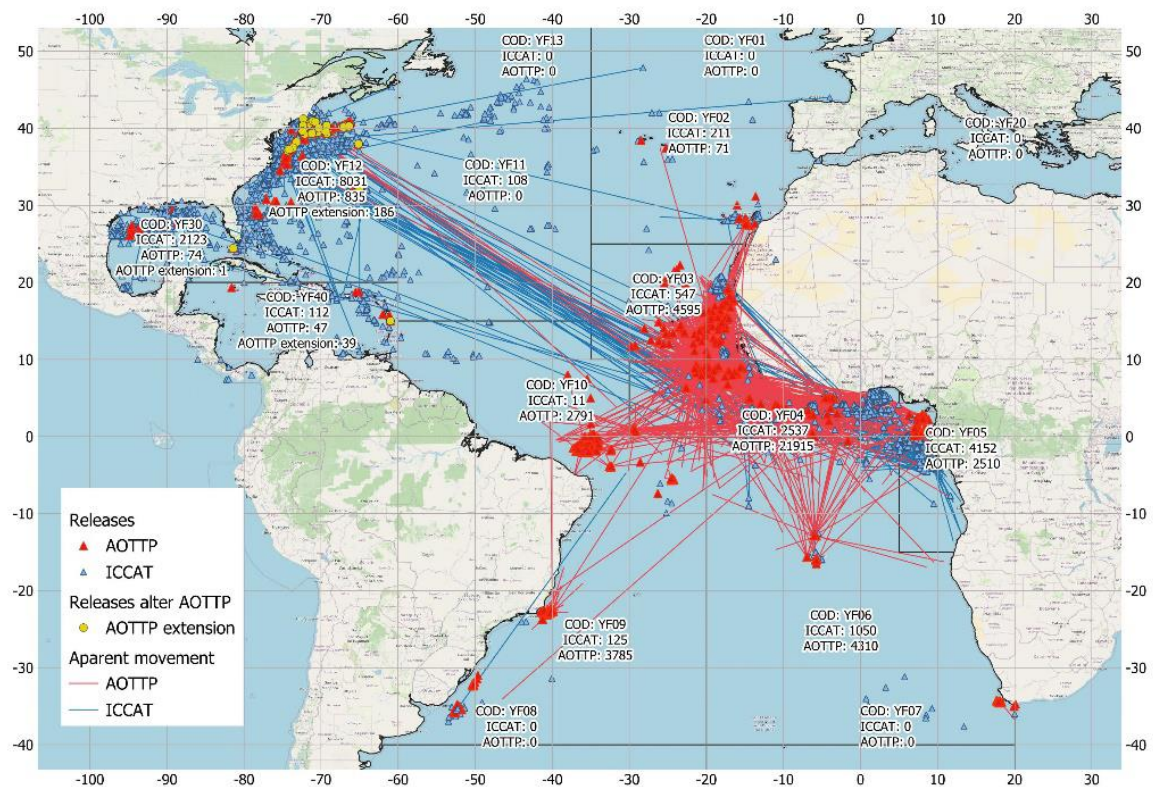 -100 -90 -80 -70 -60 -50 -40 -30 -20 -10 0 10 20 30
50 50
COD: YF13
ICCAT: 0
AOTTP: 0
COD: YF01
ICCAT: 0
AOTTP: 0
40 40
COD: YF02
ICCAT: 211
AOTTP: 71
COD: YF20
ICCAT: 0
AOTTP: 0
COD: YF12
ICCAT: 8031
AOTTP: 835
AOTTP extension: 186
COD: YF11
ICCAT: 108
AOTTP: 0
30 30
COD: YF30
ICCAT: 2123
AOTTP: 74
AOTTP extension: 1
20 20
COD: YF40
ICCAT: 112
AOTTP: 47
AOTTP extension: 39
COD: YF03
ICCAT: 547
AOTTP: 4595
10 10
COD: YF10
ICCAT: 11
AOTTP: 2791
COD: YF04
ICCAT: 2537
AOTTP: 21915
COD: YF05
ICCAT: 4152
AOTTP: 2510
0 0
-10 -10
Releases
AOTTP
ICCAT
Releases alter AOTTP
AOTTP extension
Apparent movement
AOTTP
ICCAT
-20 -20
COD: YF09
ICCAT: 125
AOTTP: 3785
COD: YF06
ICCAT: 1050
AOTTP: 4310
-30 -30
COD: YF08
ICCAT: 0
AOTTP: 0
COD: YF07
ICCAT: 0
AOTTP: 0
-40 -40
-100 -90 -80 -70 -60 -50 -40 -30 -20 -10 0 10 20 30